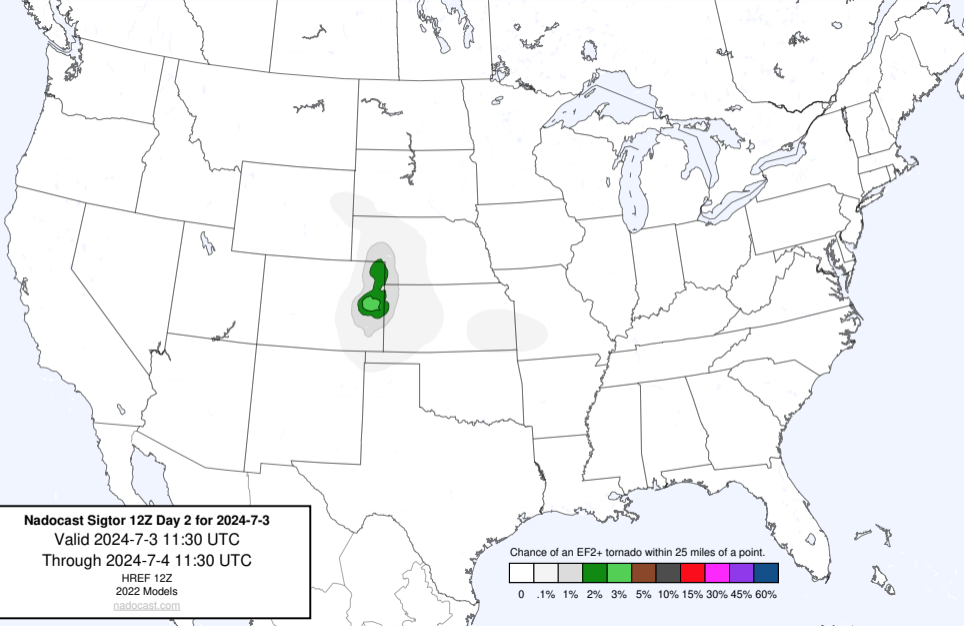 Nadocast Sigtor 12Z Day 2 for 2024-7-3
Valid 2024-7-3 11:30 UTC
Through 2024-7-4 11:30 UTC
HREF 12Z
2022 Models
nadocast.com
Chance of an EF2+ tornado within 25 miles of a point.
0 .1% 1% 2% 3% 5% 10% 15% 30% 45% 60%